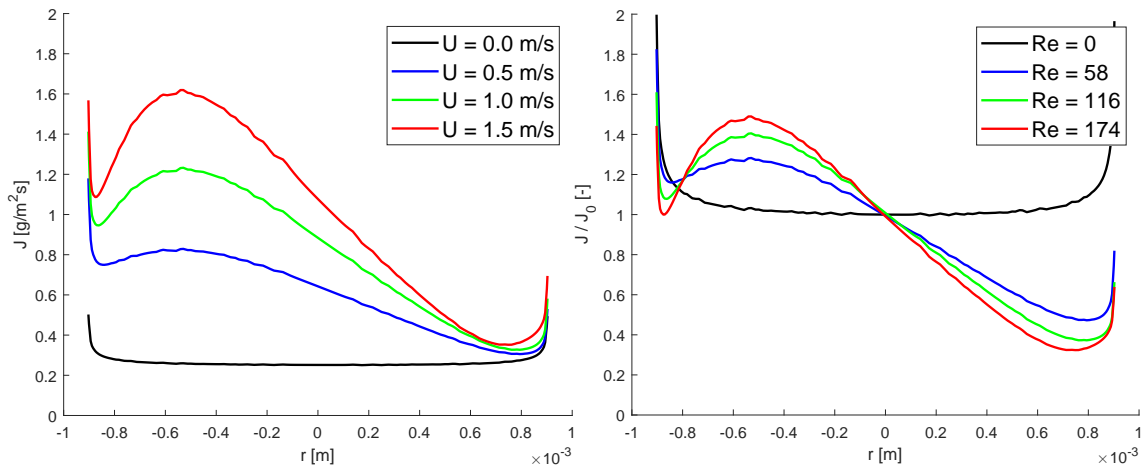 2
1.8
1.6
1.4
1.2
1
0.8
0.6
0.4
0.2
0
J [g/m²s]
U = 0.0 m/s
U = 0.5 m/s
U = 1.0 m/s
U = 1.5 m/s
-1 -0.8 -0.6 -0.4 -0.2 0 0.2 0.4 0.6 0.8 1
r [m]
×10⁻³
2
1.8
1.6
1.4
1.2
1
0.8
0.6
0.4
0.2
0
J / J₀ [-]
Re = 0
Re = 58
Re = 116
Re = 174
-1 -0.8 -0.6 -0.4 -0.2 0 0.2 0.4 0.6 0.8 1
r [m]
×10⁻³